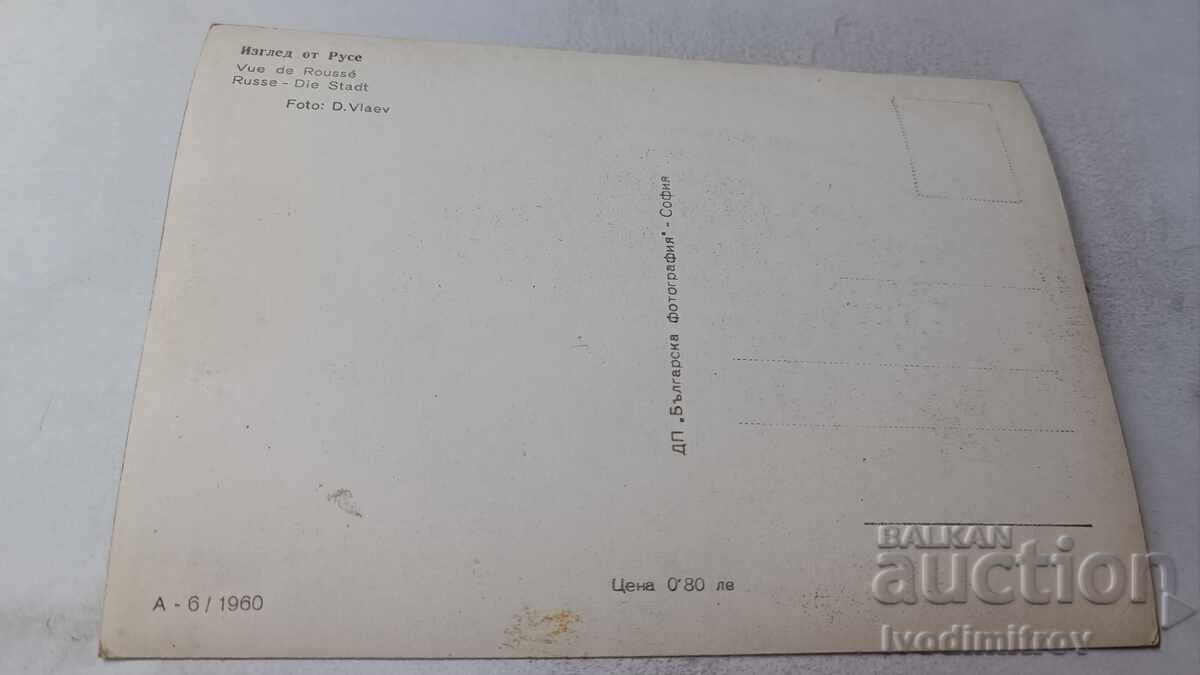 Изглед от Русе
Vue de Roussé
Russe - Die Stadt
Foto: D. Vlaev
ДП „Българска фотография" - София
Цена 0'80 лв
А - 6 / 1960
BALKAN
auction
Ivodimitrov